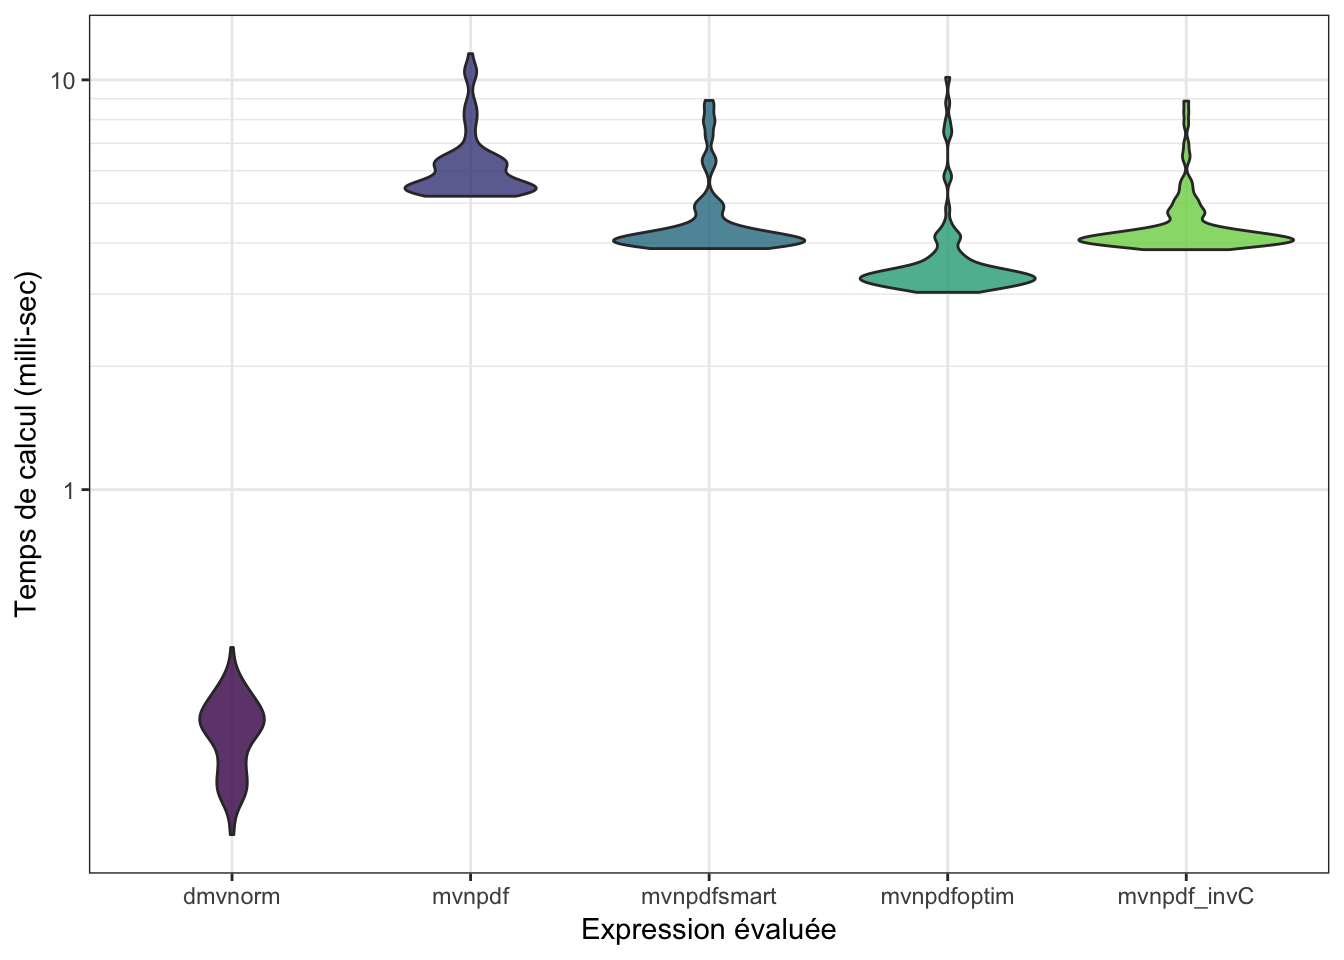 10
1
Temps de calcul (milli-sec)
dmvnorm mvnpdf mvnpdfsmart mvnpdfoptim mvnpdf_invC
Expression évaluée